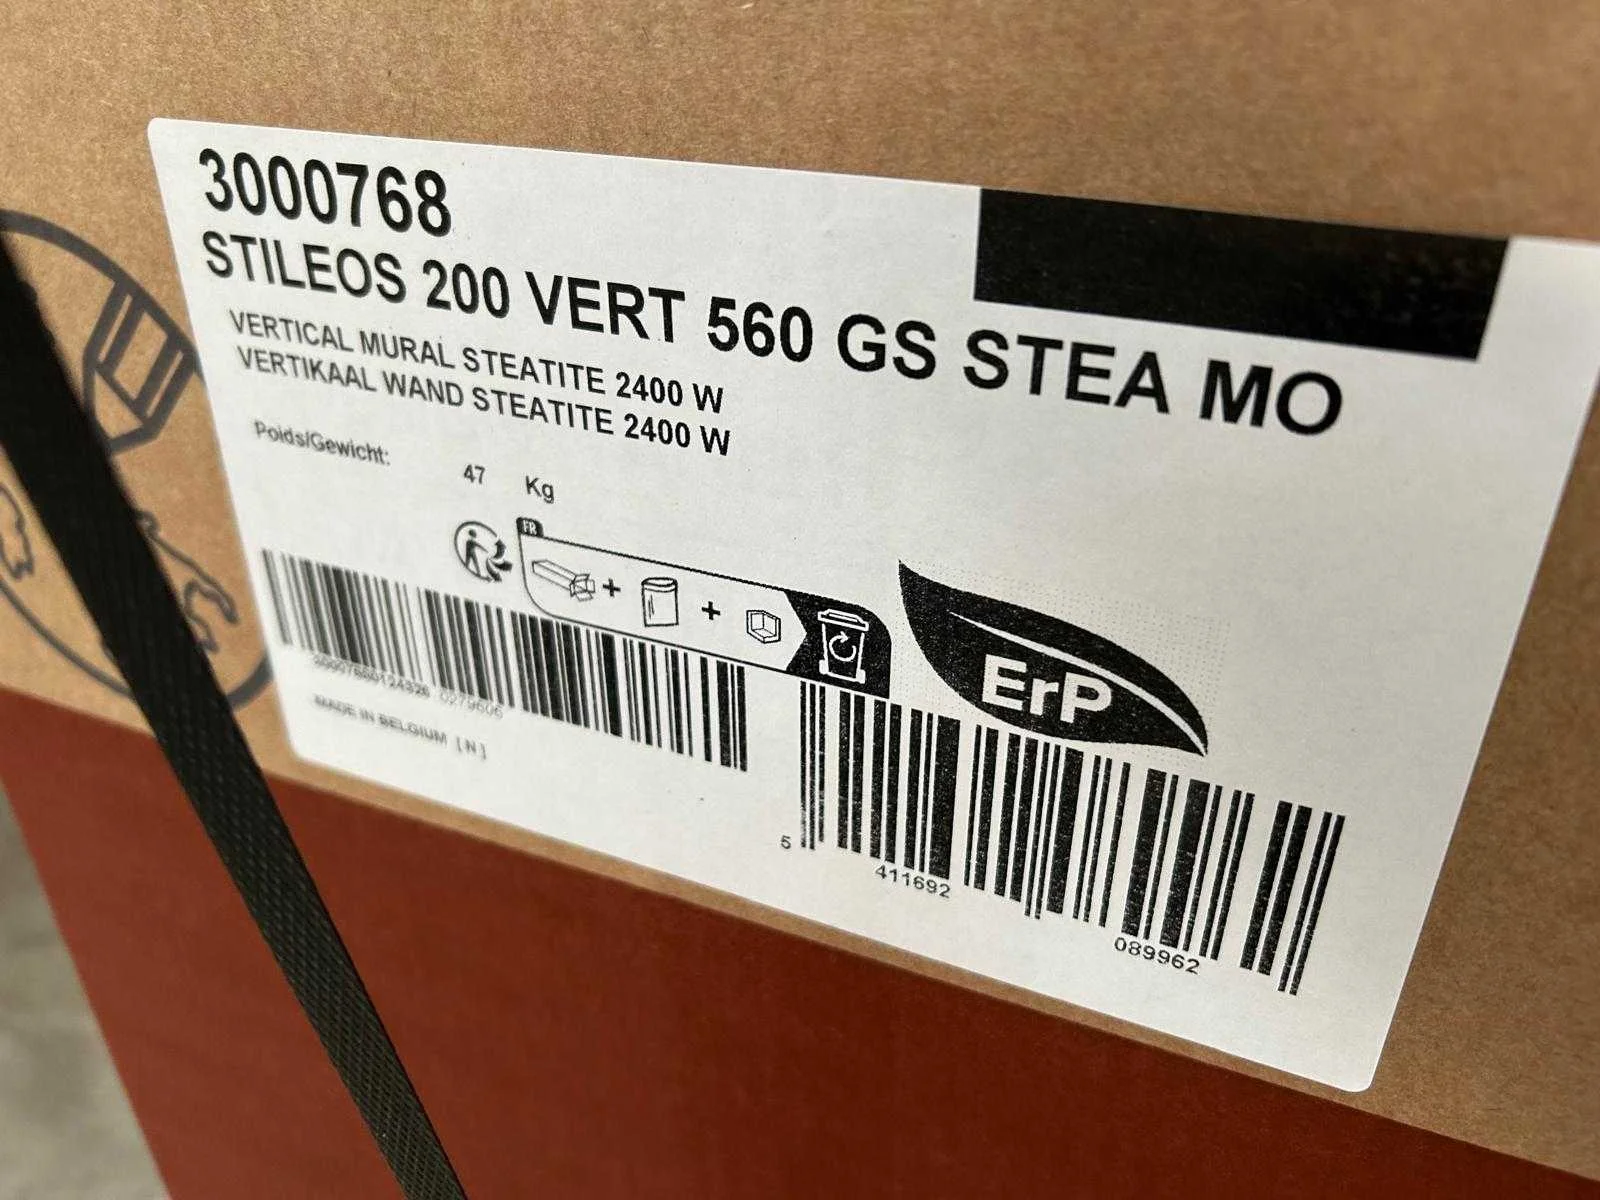 3000768
STILEOS 200 VERT 560 GS STEA MO
VERTICAL MURAL STEATITE 2400 W
VERTIKAAL WAND STEATITE 2400 W
Poids/Gewicht: 47 Kg
FR
+ +
ErP
0279606
MADE IN BELGIUM [N]
5 411692 089962